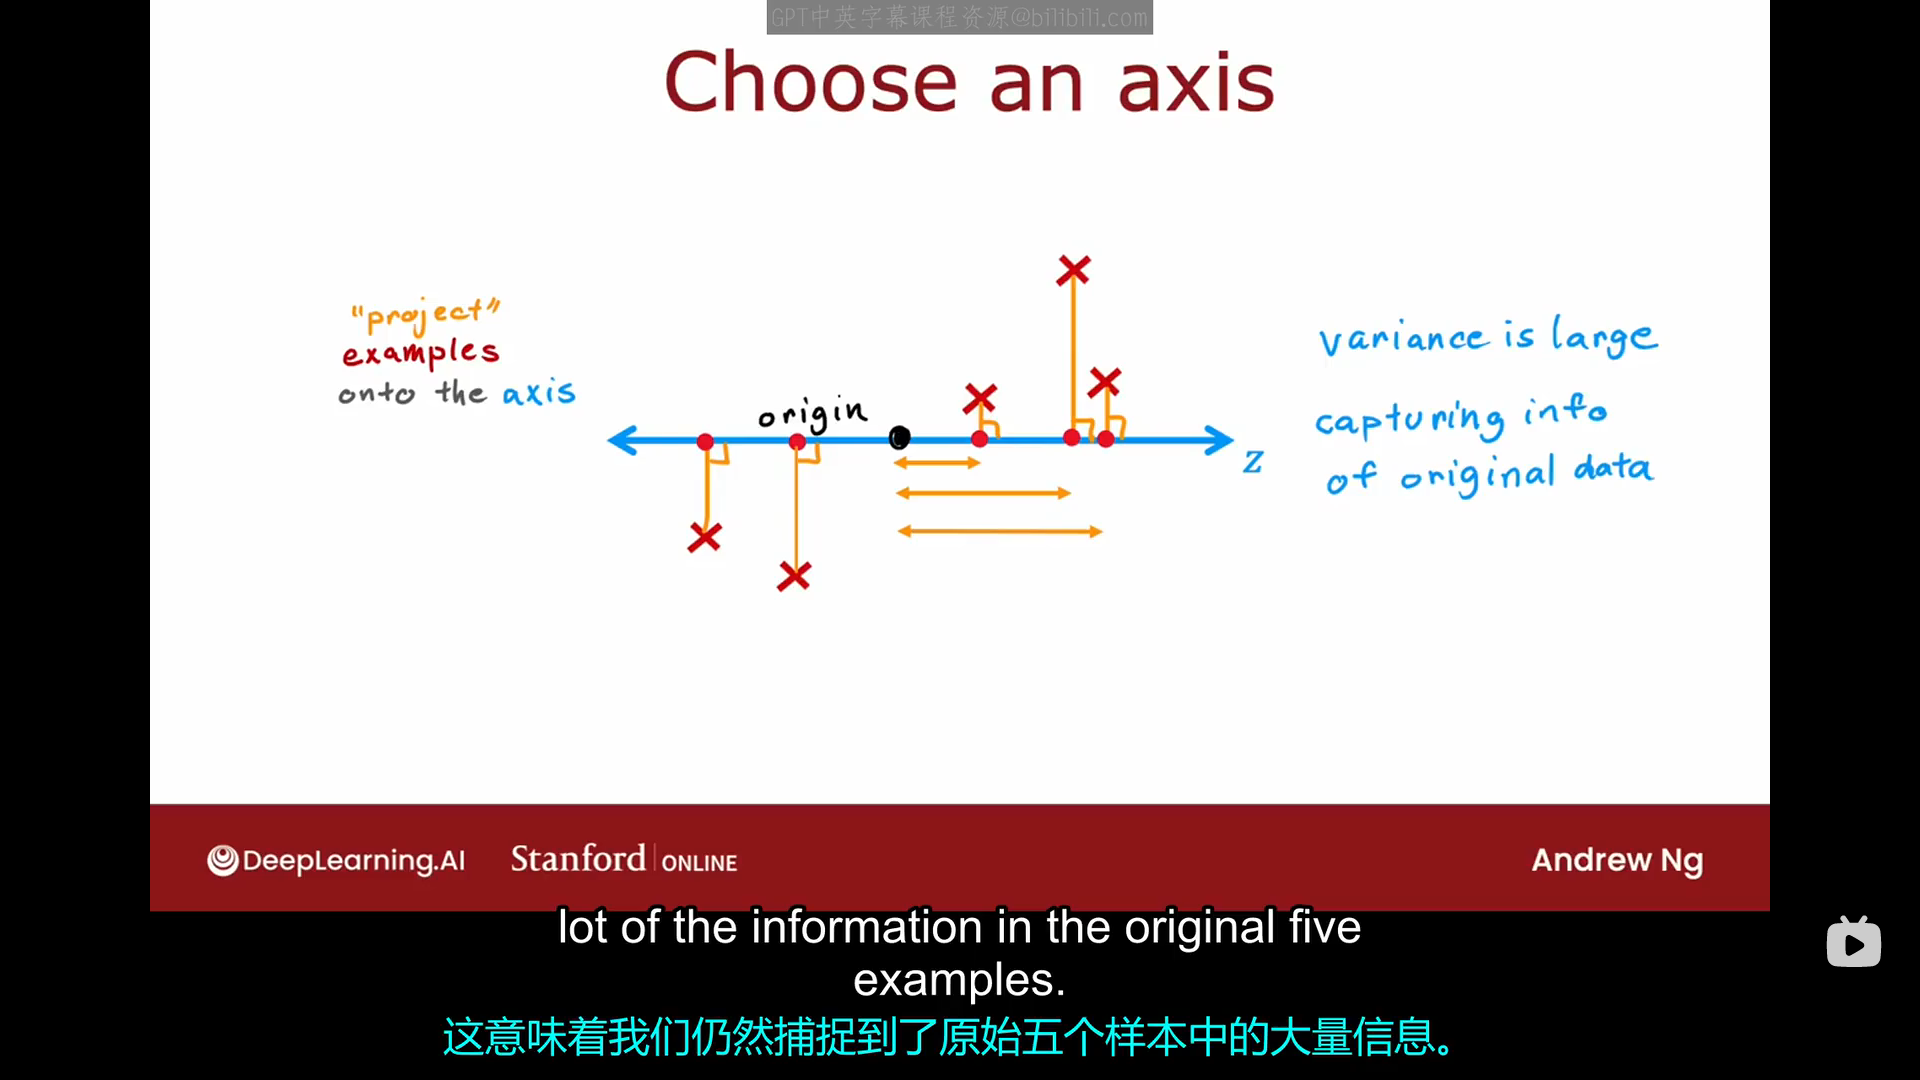 GPT中英字幕课程资源@bilibili.com
Choose an axis
"project"
examples
onto the axis
origin
z
variance is large
capturing info
of original data
DeepLearning.AI
Stanford ONLINE
Andrew Ng
lot of the information in the original five
examples.
这意味着我们仍然捕捉到了原始五个样本中的大量信息。